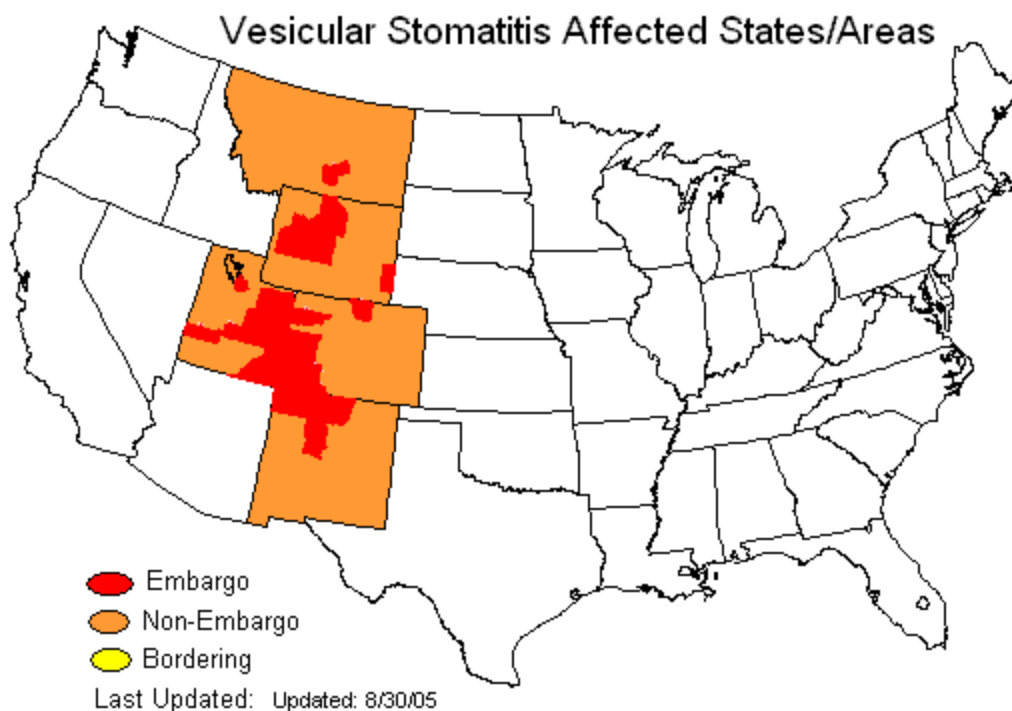 Vesicular Stomatitis Affected States/Areas
Embargo
Non-Embargo
Bordering
Last Updated: Updated: 8/30/05